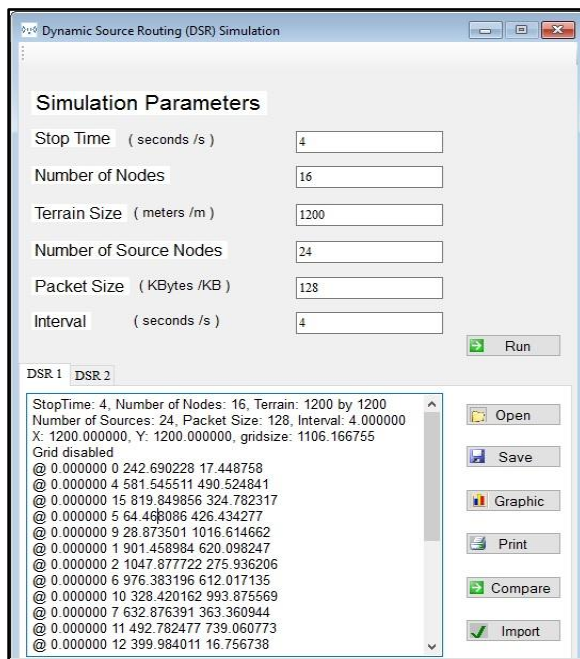 Dynamic Source Routing (DSR) Simulation
Simulation Parameters
Stop Time ( seconds /s ) 4
Number of Nodes 16
Terrain Size ( meters /m ) 1200
Number of Source Nodes 24
Packet Size ( KBytes /KB ) 128
Interval ( seconds /s ) 4
Run
DSR 1 DSR 2
StopTime: 4, Number of Nodes: 16, Terrain: 1200 by 1200
Number of Sources: 24, Packet Size: 128, Interval: 4.000000
X: 1200.000000, Y: 1200.000000, gridsize: 1106.166755
Grid disabled
@ 0.000000 0 242.690228 17.448758
@ 0.000000 4 581.545511 490.524841
@ 0.000000 15 819.849856 324.782317
@ 0.000000 5 64.468086 426.434277
@ 0.000000 9 28.873501 1016.614662
@ 0.000000 1 901.458984 620.098247
@ 0.000000 2 1047.877722 275.936206
@ 0.000000 6 976.383196 612.017135
@ 0.000000 10 328.420162 993.875569
@ 0.000000 7 632.876391 363.360944
@ 0.000000 11 492.782477 739.060773
@ 0.000000 12 399.984011 16.756738
Open
Save
Graphic
Print
Compare
Import